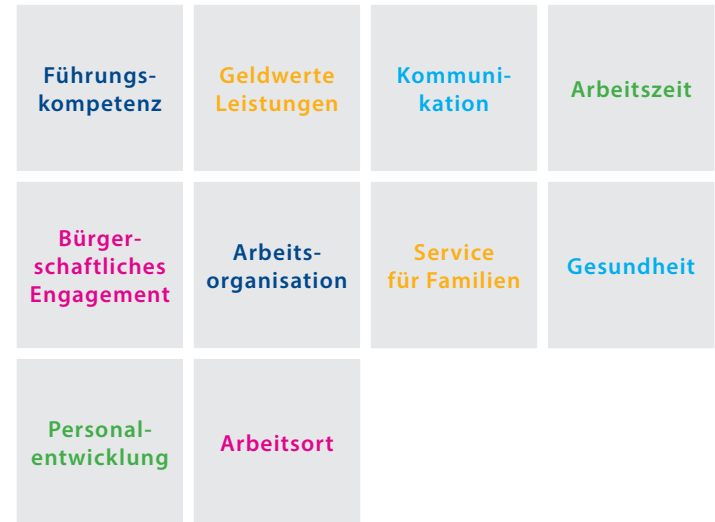 Führungs-
kompetenz
Geldwerte
Leistungen
Kommuni-
kation
Arbeitszeit
Bürger-
schaftliches
Engagement
Arbeits-
organisation
Service
für Familien
Gesundheit
Personal-
entwicklung
Arbeitsort